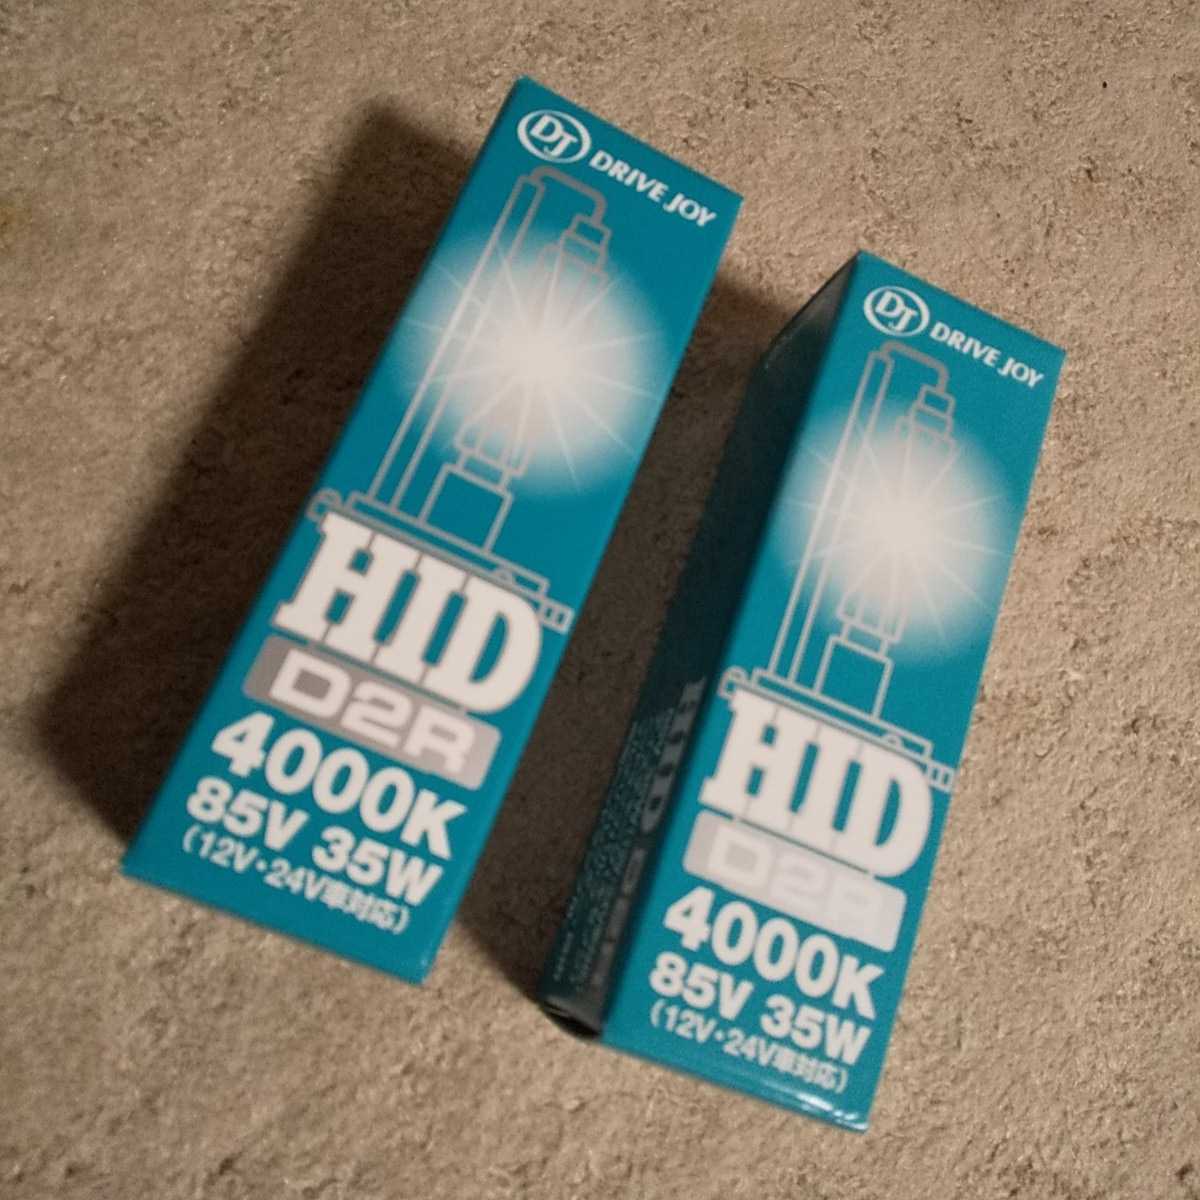 DJ DRIVE JOY
HID
D2R
4000K
85V 35W
(12V・24V車対応)
DJ DRIVE JOY
HID
D2R
4000K
85V 35W
(12V・24V車対応)
HID